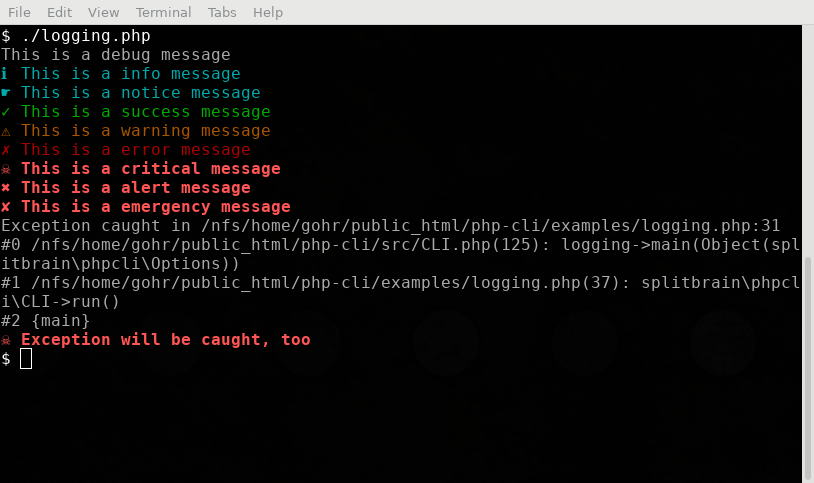 File Edit View Terminal Tabs Help
$ ./logging.php
This is a debug message
ℹ This is a info message
☛ This is a notice message
✓ This is a success message
⚠ This is a warning message
✗ This is a error message
☠ This is a critical message
✖ This is a alert message
✘ This is a emergency message
Exception caught in /nfs/home/gohr/public_html/php-cli/examples/logging.php:31
#0 /nfs/home/gohr/public_html/php-cli/src/CLI.php(125): logging->main(Object(spl
itbrain\phpcli\Options))
#1 /nfs/home/gohr/public_html/php-cli/examples/logging.php(37): splitbrain\phpcl
i\CLI->run()
#2 {main}
☠ Exception will be caught, too
$